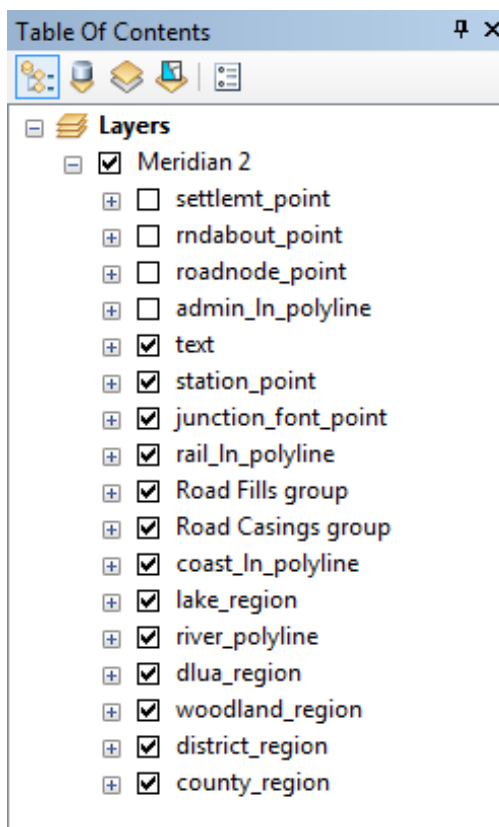 Table Of Contents
Layers
Meridian 2
settlemt_point
rndabout_point
roadnode_point
admin_ln_polyline
text
station_point
junction_font_point
rail_ln_polyline
Road Fills group
Road Casings group
coast_ln_polyline
lake_region
river_polyline
dlua_region
woodland_region
district_region
county_region